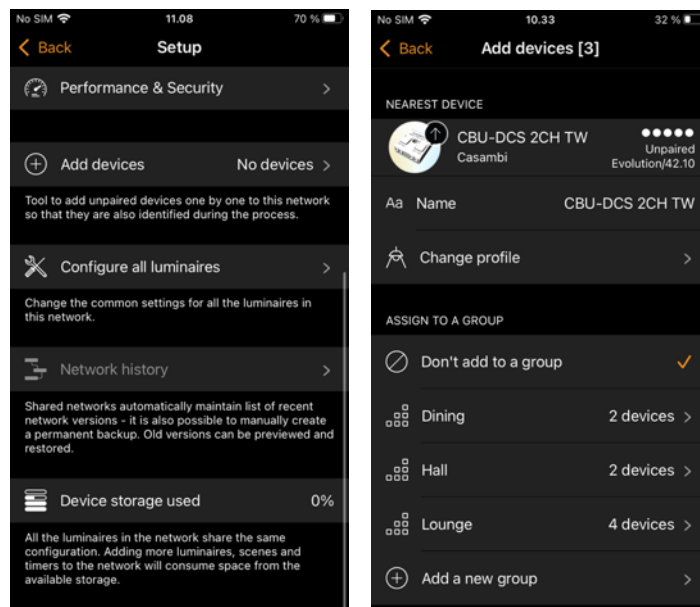 No SIM 11.08 70 %
Back Setup
Performance & Security
Add devices No devices
Tool to add unpaired devices one by one to this network
so that they are also identified during the process.
Configure all luminaires
Change the common settings for all the luminaires in
this network.
Network history
Shared networks automatically maintain list of recent
network versions - it is also possible to manually create
a permanent backup. Old versions can be previewed and
restored.
Device storage used 0%
All the luminaires in the network share the same
configuration. Adding more luminaires, scenes and
timers to the network will consume space from the
available storage.
No SIM 10.33 32 %
Back Add devices [3]
NEAREST DEVICE
CBU-DCS 2CH TW
Casambi Unpaired
Evolution/42.10
Aa Name CBU-DCS 2CH TW
Change profile
ASSIGN TO A GROUP
Don't add to a group
Dining 2 devices
Hall 2 devices
Lounge 4 devices
Add a new group